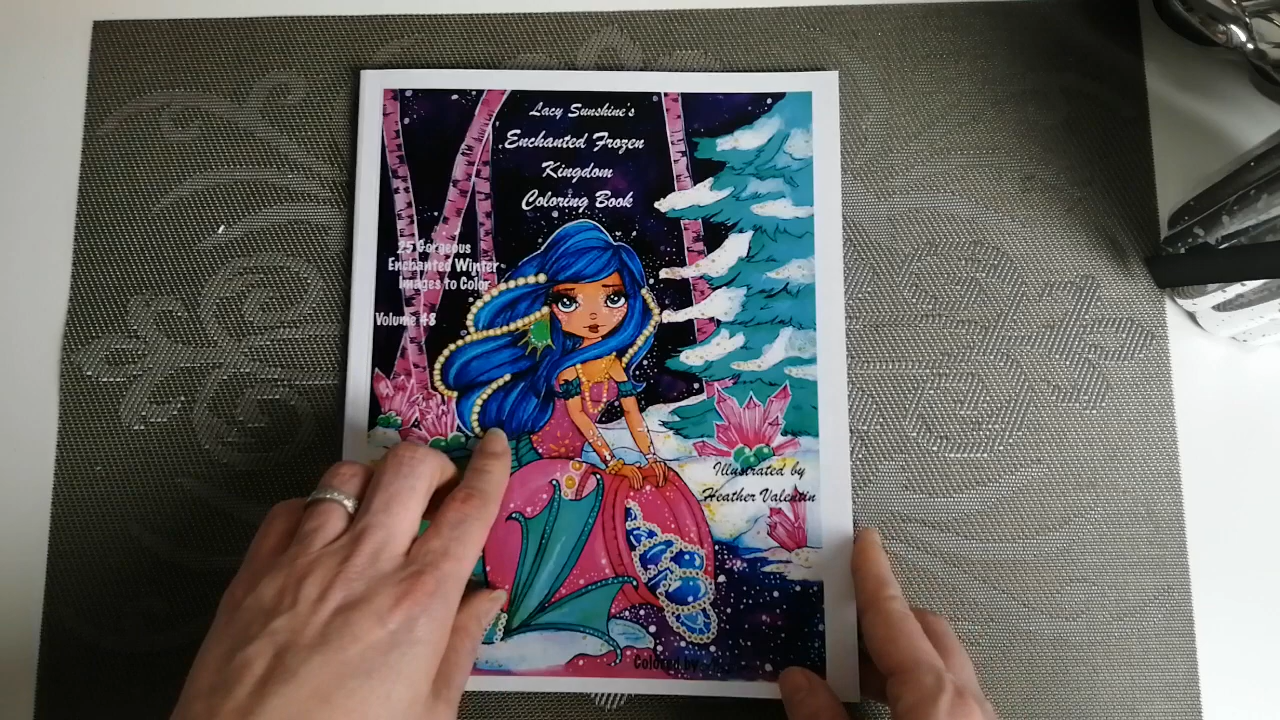 Lacy Sunshine's
Enchanted Frozen
Kingdom
Coloring Book
25 Gorgeous
Enchanted Winter
Images to Color
Volume 48
Illustrated by
Heather Valentin
Colored by